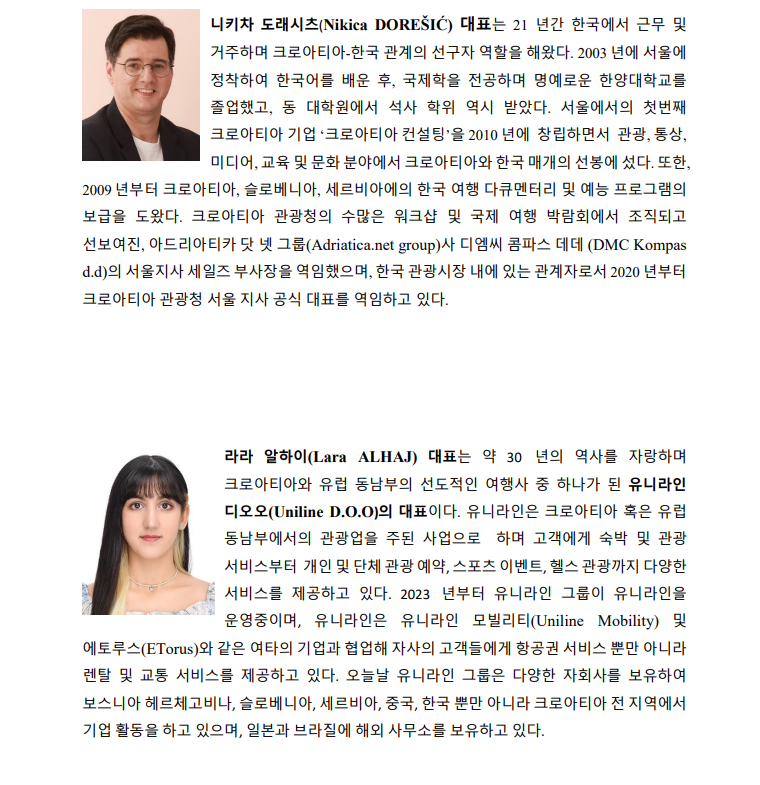 니키차 도래시츠(Nikica DOREŠIĆ) 대표는 21 년간 한국에서 근무 및
거주하며 크로아티아-한국 관계의 선구자 역할을 해왔다. 2003 년에 서울에
정착하여 한국어를 배운 후, 국제학을 전공하며 명예로운 한양대학교를
졸업했고, 동 대학원에서 석사 학위 역시 받았다. 서울에서의 첫번째
크로아티아 기업 ‘크로아티아 컨설팅’을 2010 년에 창립하면서 관광, 통상,
미디어, 교육 및 문화 분야에서 크로아티아와 한국 매개의 선봉에 섰다. 또한,
2009 년부터 크로아티아, 슬로베니아, 세르비아에의 한국 여행 다큐멘터리 및 예능 프로그램의
보급을 도왔다. 크로아티아 관광청의 수많은 워크샵 및 국제 여행 박람회에서 조직되고
선보여진, 아드리아티카 닷 넷 그룹(Adriatica.net group)사 디엠씨 콤파스 데데 (DMC Kompas
d.d)의 서울지사 세일즈 부사장을 역임했으며, 한국 관광시장 내에 있는 관계자로서 2020 년부터
크로아티아 관광청 서울 지사 공식 대표를 역임하고 있다.
라라 알하이(Lara ALHAJ) 대표는 약 30 년의 역사를 자랑하며
크로아티아와 유럽 동남부의 선도적인 여행사 중 하나가 된 유니라인
디오오(Uniline D.O.O)의 대표이다. 유니라인은 크로아티아 혹은 유럽
동남부에서의 관광업을 주된 사업으로 하며 고객에게 숙박 및 관광
서비스부터 개인 및 단체 관광 예약, 스포츠 이벤트, 헬스 관광까지 다양한
서비스를 제공하고 있다. 2023 년부터 유니라인 그룹이 유니라인을
운영중이며, 유니라인은 유니라인 모빌리티(Uniline Mobility) 및
에토루스(ETorus)와 같은 여타의 기업과 협업해 자사의 고객들에게 항공권 서비스 뿐만 아니라
렌탈 및 교통 서비스를 제공하고 있다. 오늘날 유니라인 그룹은 다양한 자회사를 보유하여
보스니아 헤르체고비나, 슬로베니아, 세르비아, 중국, 한국 뿐만 아니라 크로아티아 전 지역에서
기업 활동을 하고 있으며, 일본과 브라질에 해외 사무소를 보유하고 있다.